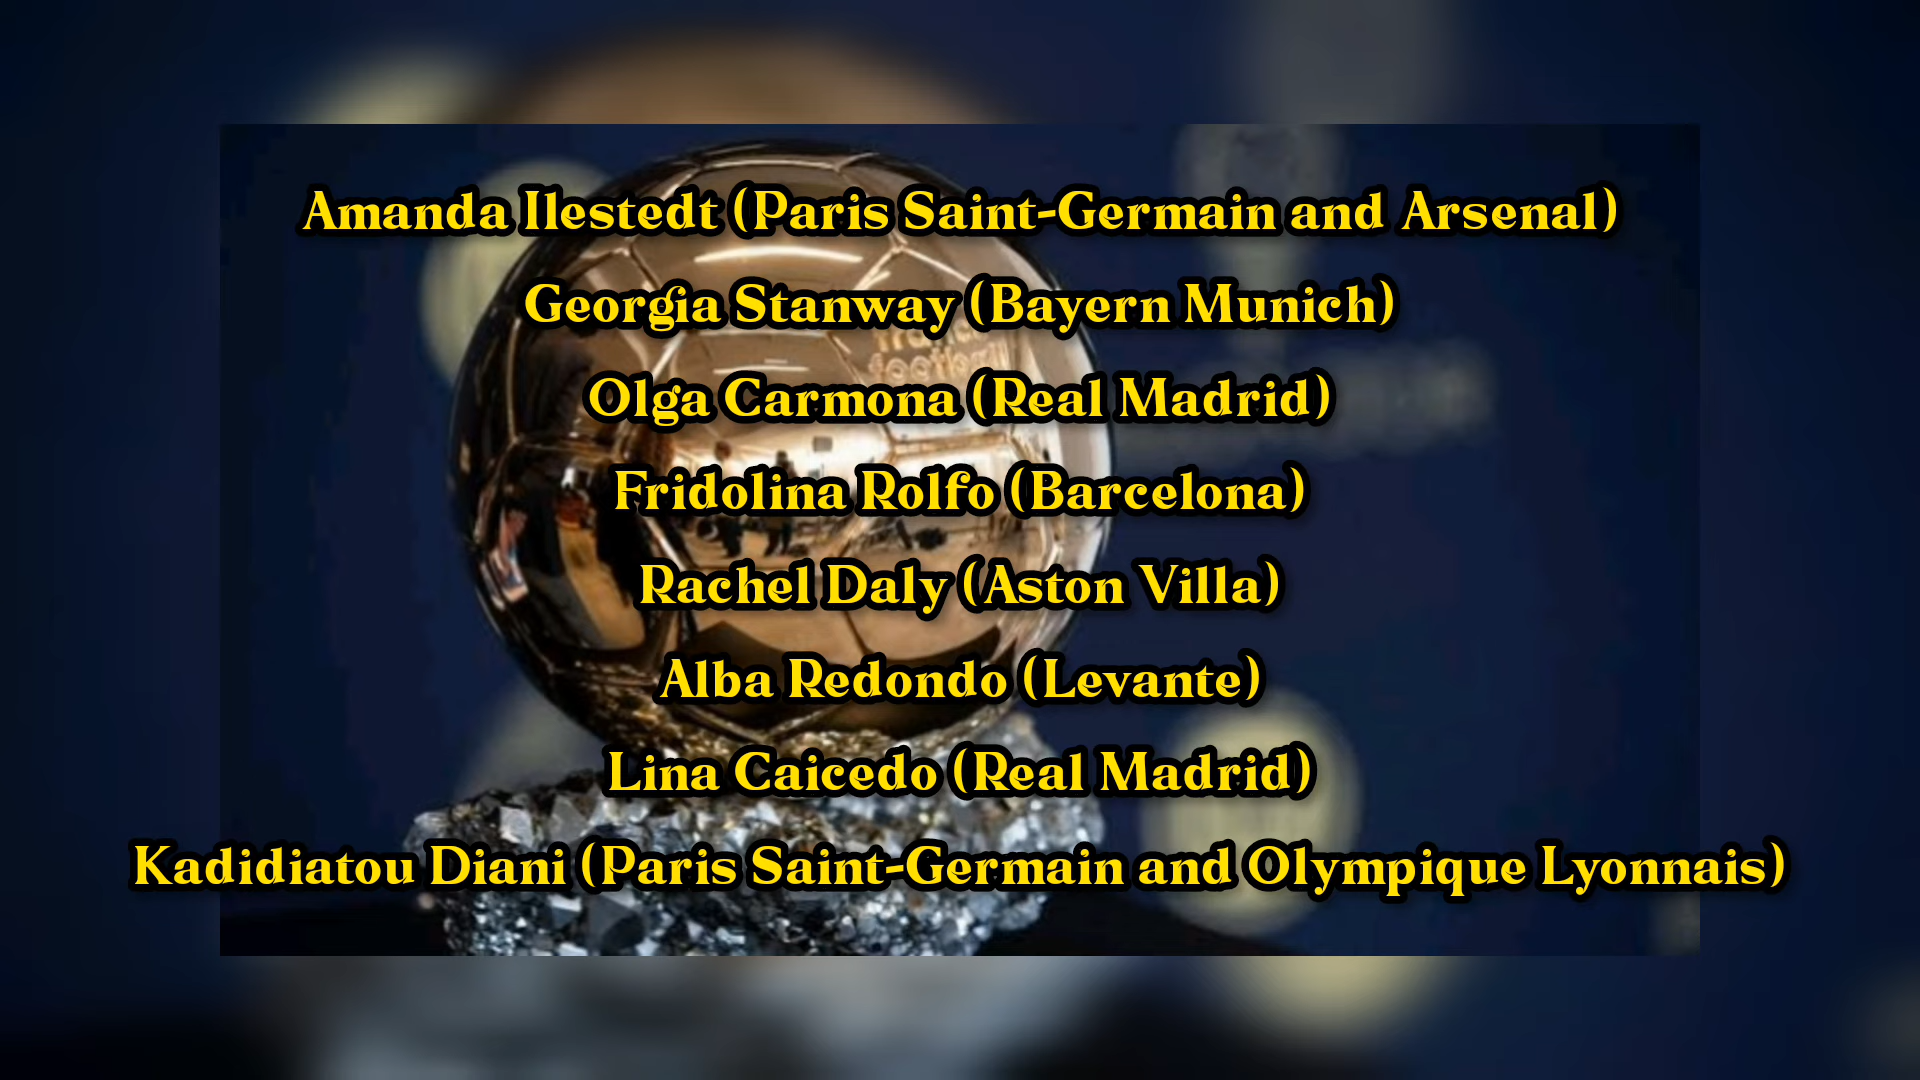 Amanda Ilestedt (Paris Saint-Germain and Arsenal)
Georgia Stanway (Bayern Munich)
Olga Carmona (Real Madrid)
Fridolina Rolfo (Barcelona)
Rachel Daly (Aston Villa)
Alba Redondo (Levante)
Lina Caicedo (Real Madrid)
Kadidiatou Diani (Paris Saint-Germain and Olympique Lyonnais)